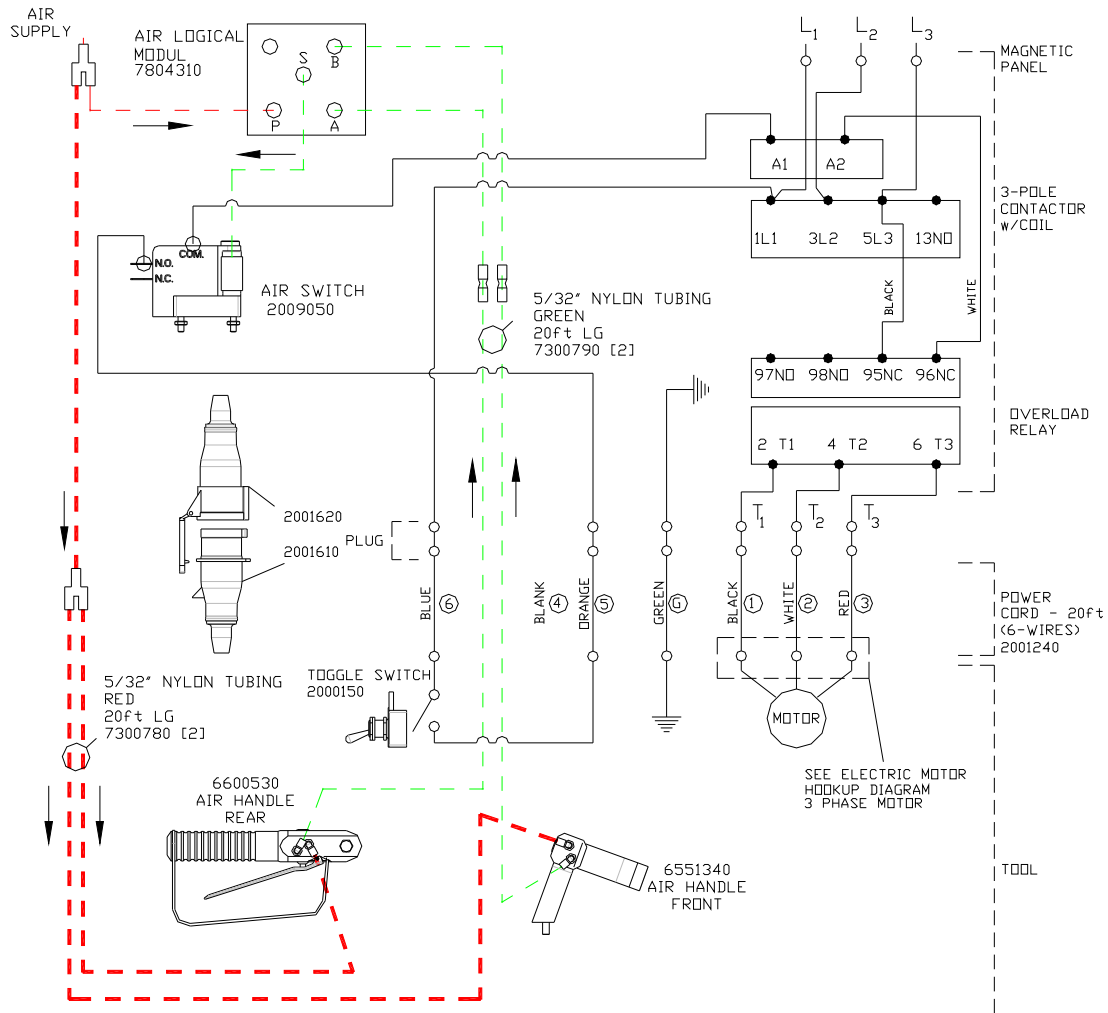 AIR
SUPPLY
AIR LOGICAL
MODUL
7804310
S
B
P
A
L1
L2
L3
MAGNETIC
PANEL
A1
A2
3-POLE
CONTACTOR
W/COIL
1L1
3L2
5L3
13NO
COM.
N.O.
N.C.
AIR SWITCH
2009050
5/32" NYLON TUBING
GREEN
20ft LG
7300790 [2]
BLACK
WHITE
97NO
98NO
95NC
96NC
OVERLOAD
RELAY
2 T1
4 T2
6 T3
T1
T2
T3
2001620
2001610
PLUG
BLUE
6
BLANK
4
ORANGE
5
GREEN
G
BLACK
1
WHITE
2
RED
3
POWER
CORD - 20ft
(6-WIRES)
2001240
TOGGLE SWITCH
2000150
MOTOR
5/32" NYLON TUBING
RED
20ft LG
7300780 [2]
SEE ELECTRIC MOTOR
HOOKUP DIAGRAM
3 PHASE MOTOR
6600530
AIR HANDLE
REAR
6551340
AIR HANDLE
FRONT
TOOL